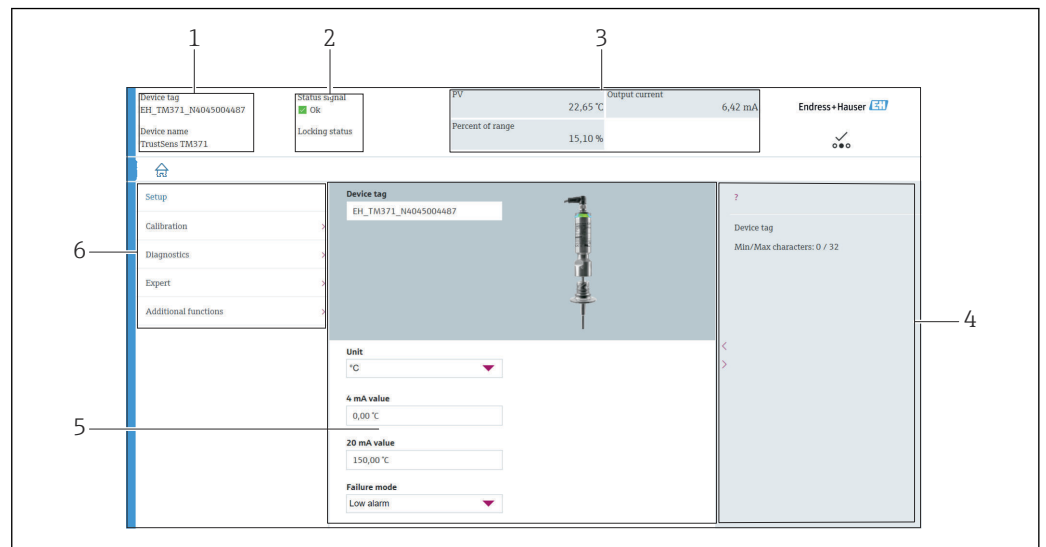 1
2
3
Device tag
EH_TM371_N4045004487
Device name
TrustSens TM371
Status signal
Ok
Locking status
PV
22,65 °C
Output current
6,42 mA
Percent of range
15,10 %
Endress+Hauser EH
6
Setup
Calibration
Diagnostics
Expert
Additional functions
Device tag
EH_TM371_N4045004487
?
Device tag
Min/Max characters: 0 / 32
4
Unit
°C
4 mA value
0,00 °C
5
20 mA value
150,00 °C
Failure mode
Low alarm